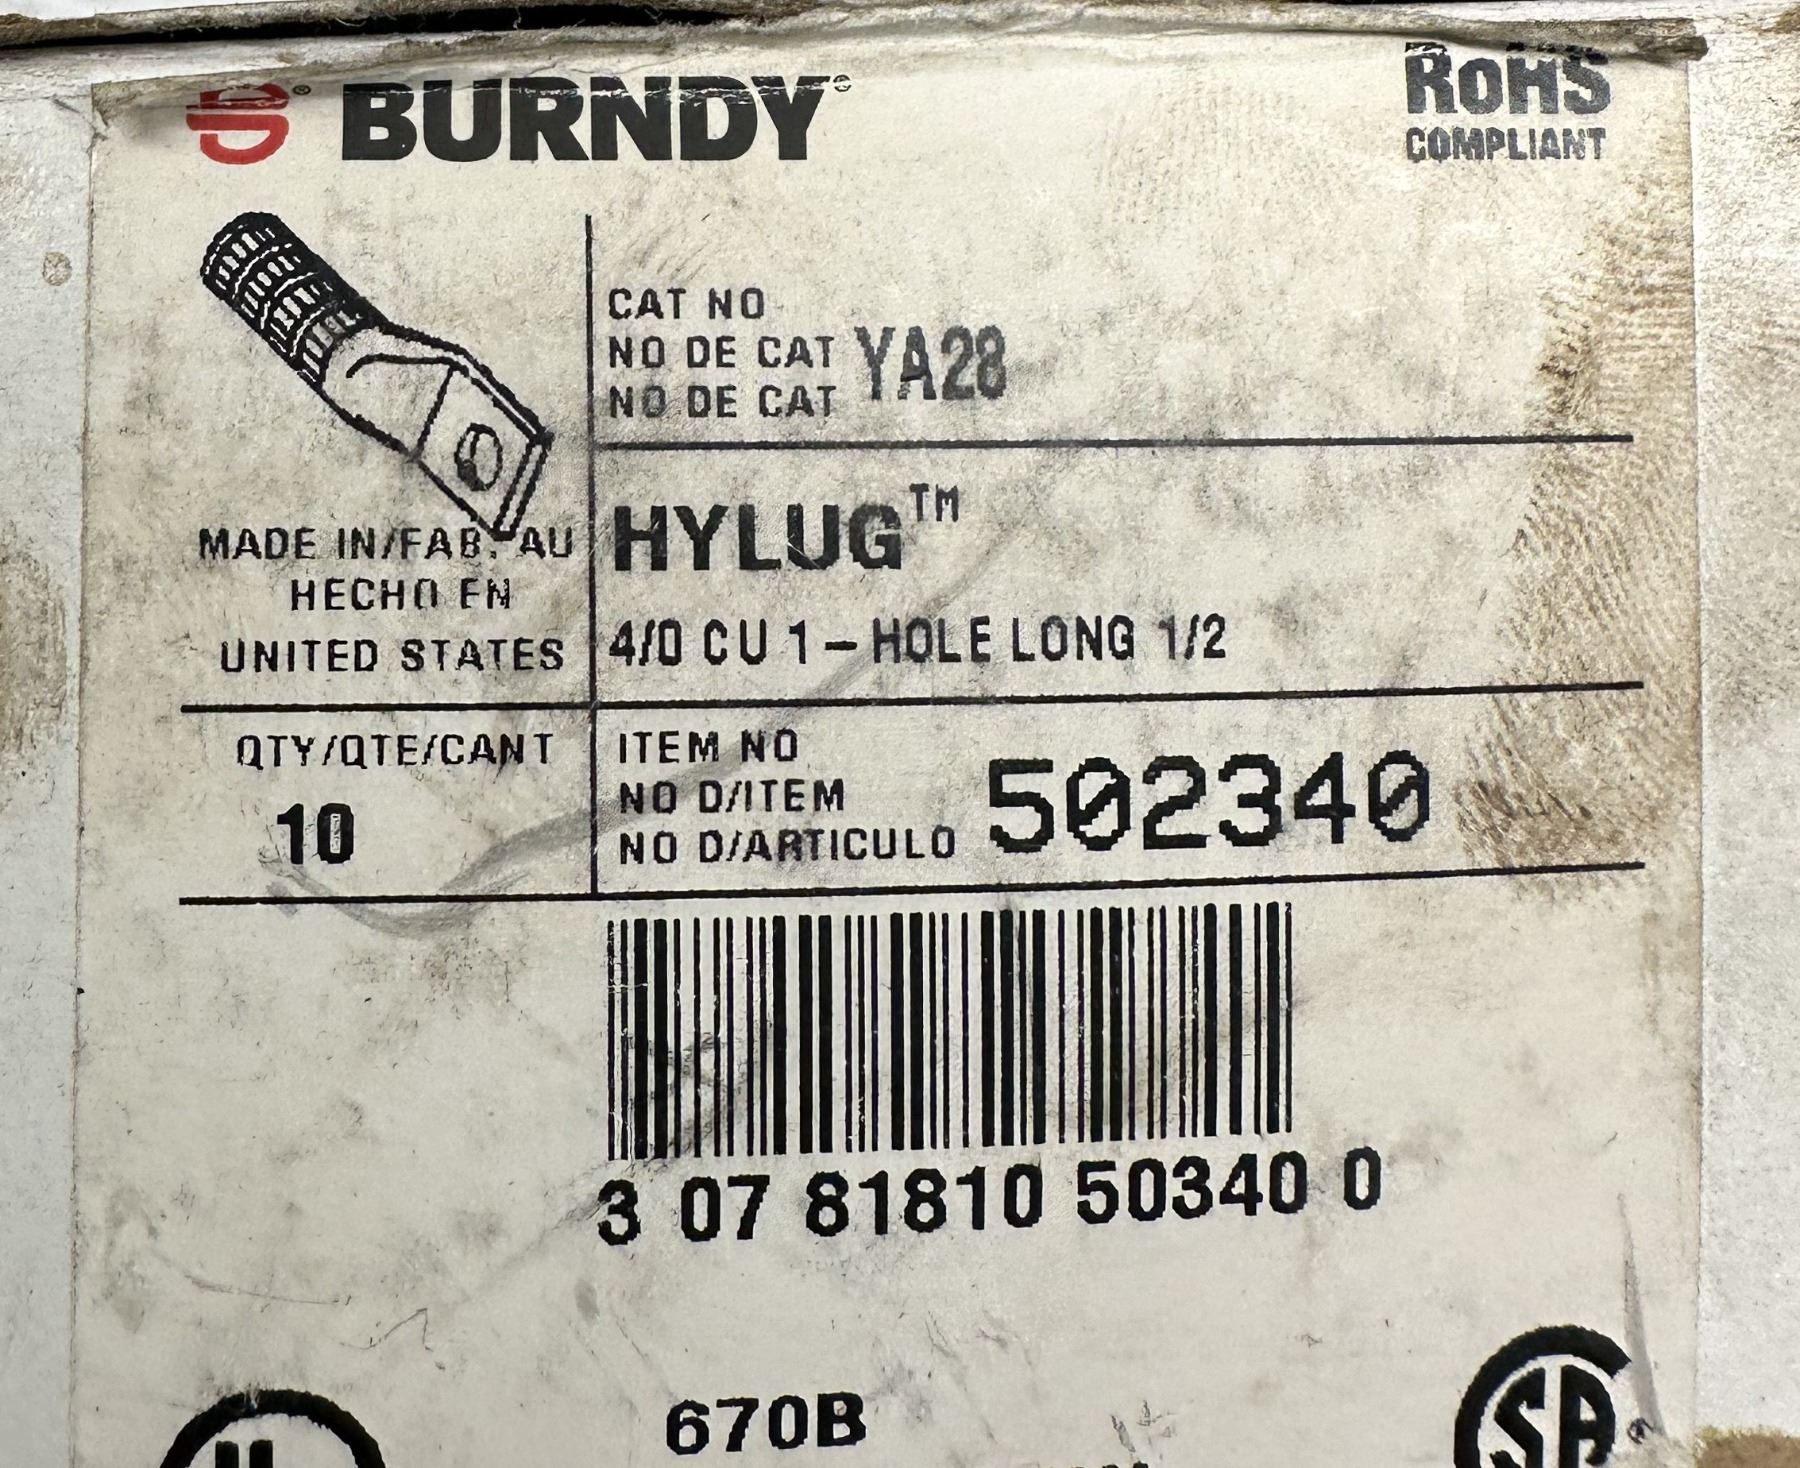 BURNDY®
RoHS
COMPLIANT
CAT NO
NO DE CAT YA28
NO DE CAT
HYLUG™
MADE IN/FAB. AU
HECHO EN
UNITED STATES
4/0 CU 1-HOLE LONG 1/2
QTY/QTE/CANT
10
ITEM NO
NO D/ITEM
NO D/ARTICULO
502340
3 07 81810 50340 0
670B
UL
SA